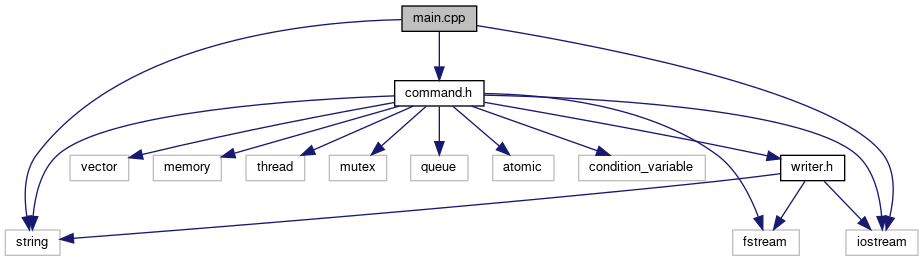 main.cpp
command.h
vector
memory
thread
mutex
queue
atomic
condition_variable
writer.h
string
fstream
iostream